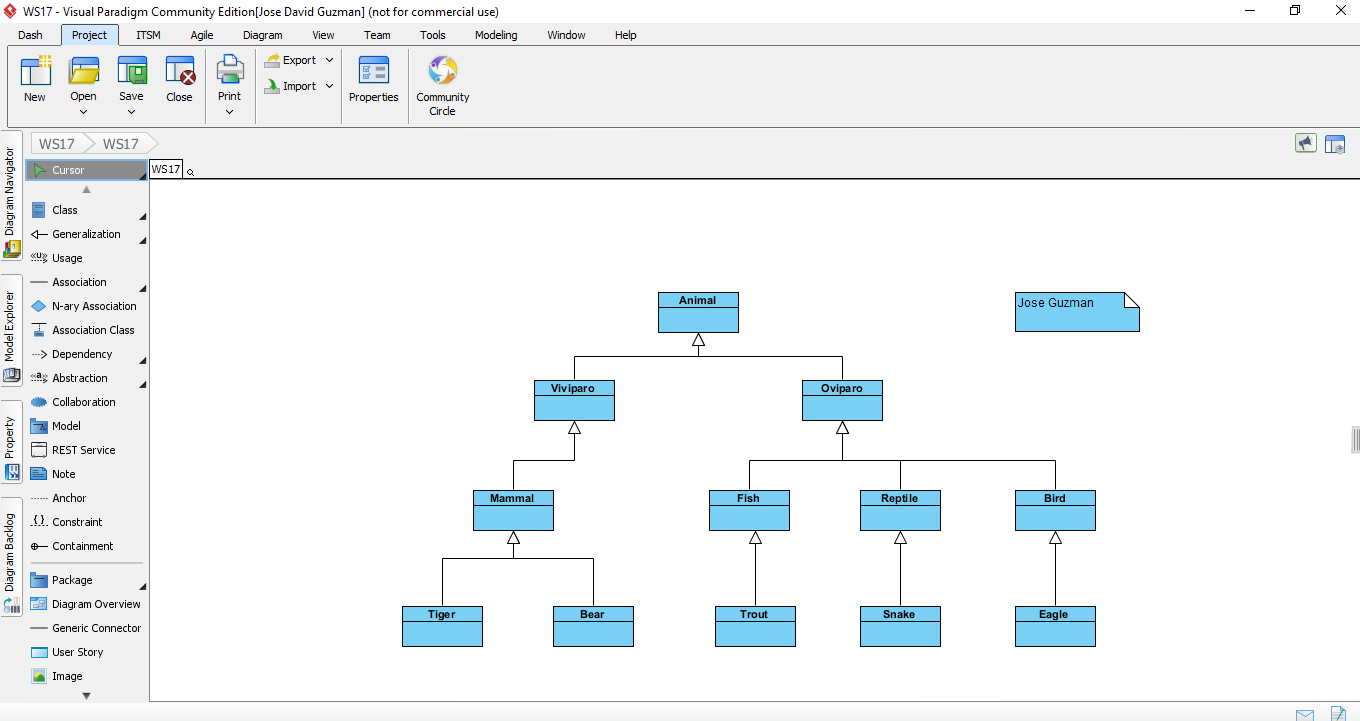 WS17 - Visual Paradigm Community Edition[Jose David Guzman] (not for commercial use)
Dash Project ITSM Agile Diagram View Team Tools Modeling Window Help
New Open Save Close Print Export Import Properties Community Circle
WS17 WS17
WS17
Diagram Navigator
Model Explorer
Property
Diagram Backlog
Cursor
Class
Generalization
Usage
Association
N-ary Association
Association Class
Dependency
Abstraction
Collaboration
Model
REST Service
Note
Anchor
Constraint
Containment
Package
Diagram Overview
Generic Connector
User Story
Image
Animal
Jose Guzman
Viviparo Oviparo
Mammal Fish Reptile Bird
Tiger Bear Trout Snake Eagle